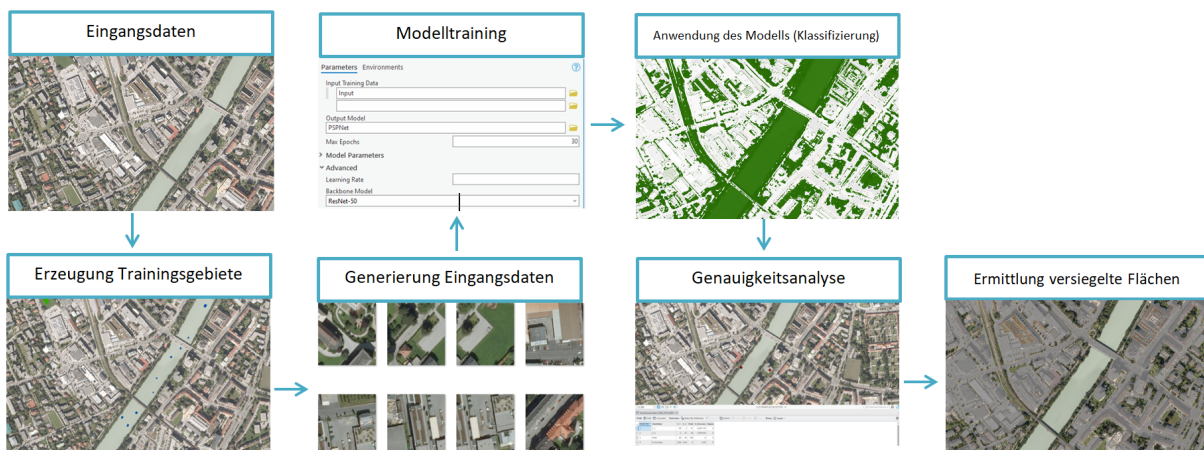 Eingangsdaten
Modelltraining
Anwendung des Modells (Klassifizierung)
Parameters Environments
Input Training Data
Input
Output Model
PSPNet
Max Epochs
30
Model Parameters
Advanced
Learning Rate
Backbone Model
ResNet-50
Erzeugung Trainingsgebiete
Generierung Eingangsdaten
Genauigkeitsanalyse
Ermittlung versiegelte Flächen